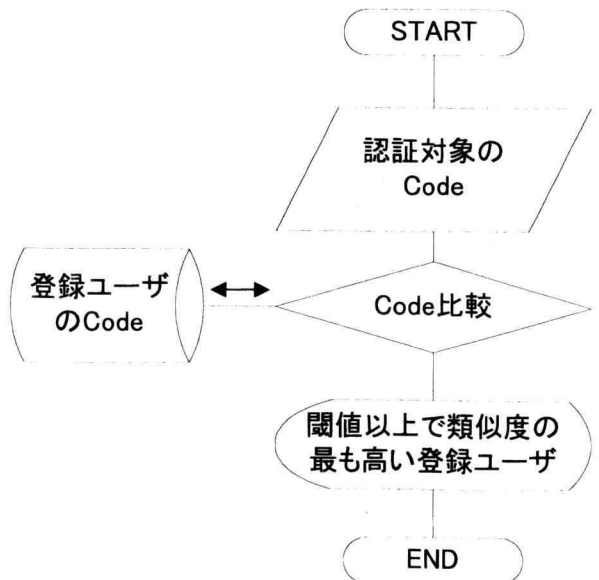 START
認証対象の
Code
登録ユーザ
のCode
Code比較
閾値以上で類似度の
最も高い登録ユーザ
END